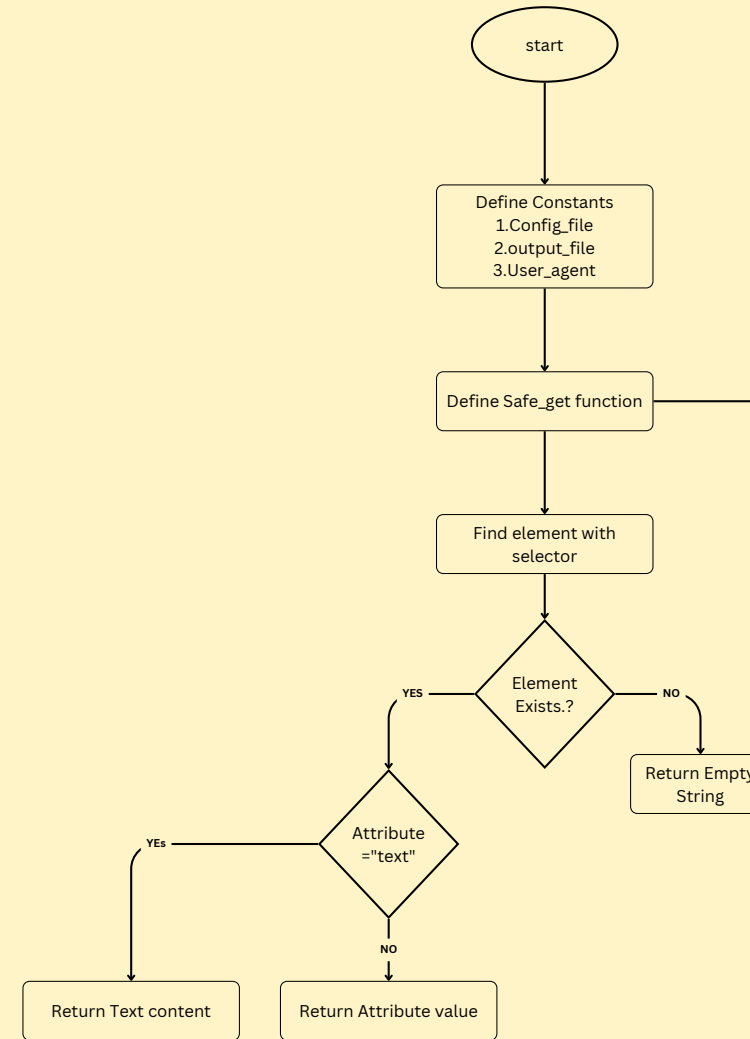 start
Define Constants
1.Config_file
2.output_file
3.User_agent
Define Safe_get function
Find element with
selector
Element
Exists.?
YES
NO
Return Empty
String
Attribute
="text"
YEs
NO
Return Text content
Return Attribute value